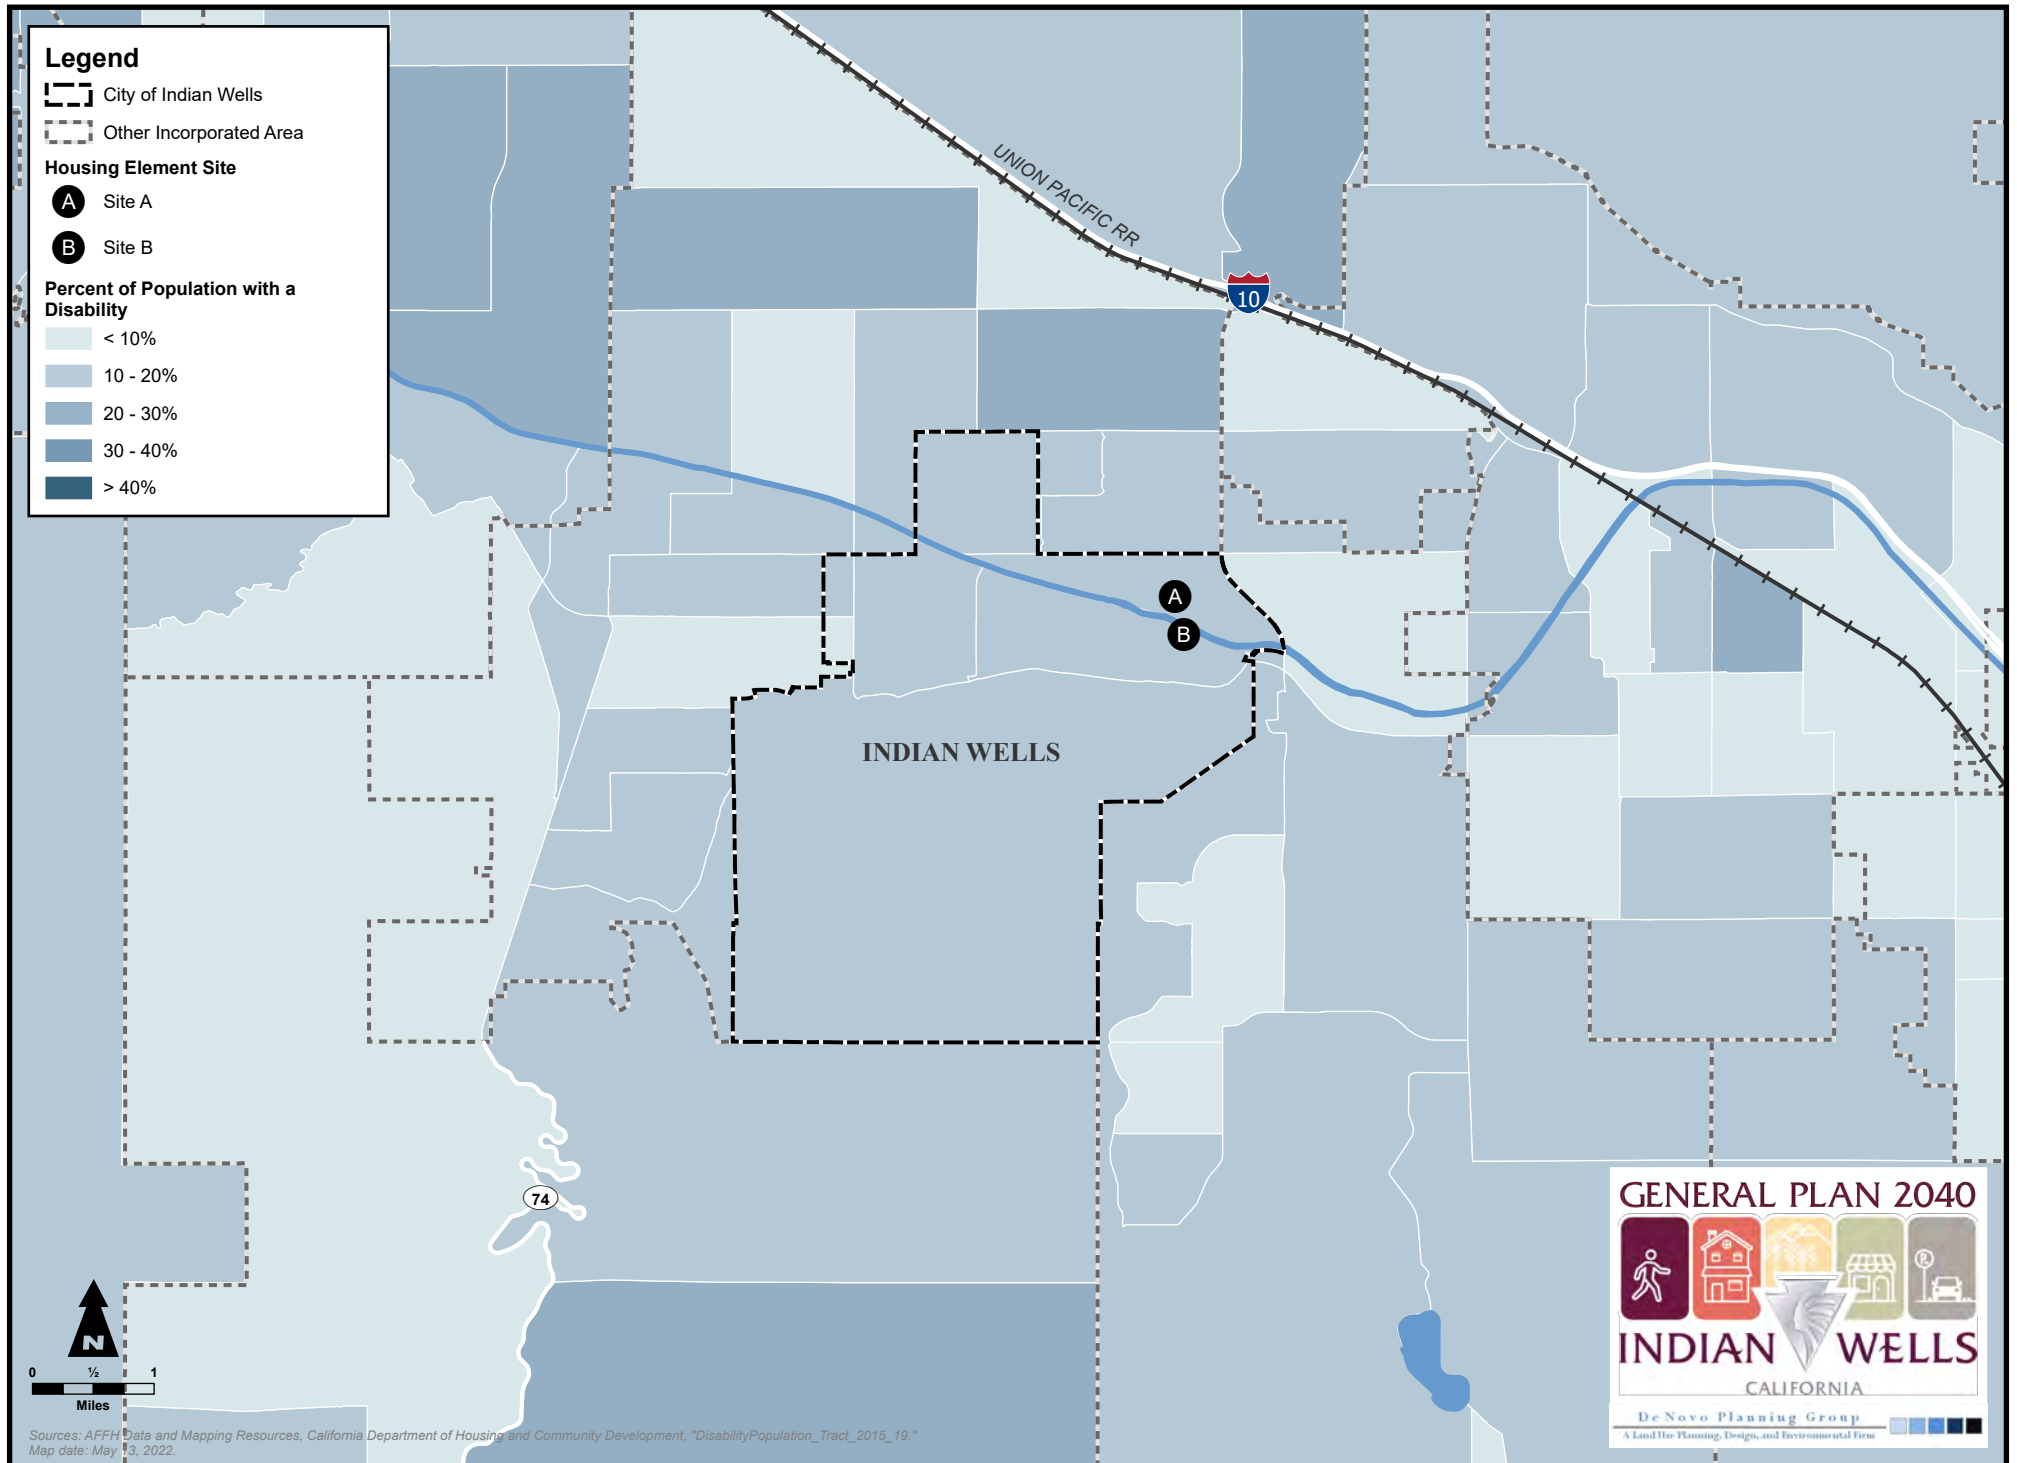 Legend
City of Indian Wells
Other Incorporated Area
Housing Element Site
A Site A
B Site B
Percent of Population with a
Disability
< 10%
10 - 20%
20 - 30%
30 - 40%
> 40%
UNION PACIFIC RR
10
A
B
INDIAN WELLS
74
N
0 ½ 1
Miles
Sources: AFFH Data and Mapping Resources, California Department of Housing and Community Development, "DisabilityPopulation_Tract_2015_19."
Map date: May 13, 2022.
GENERAL PLAN 2040
INDIAN WELLS
CALIFORNIA
De Novo Planning Group
A Land Use Planning, Design, and Environmental Firm